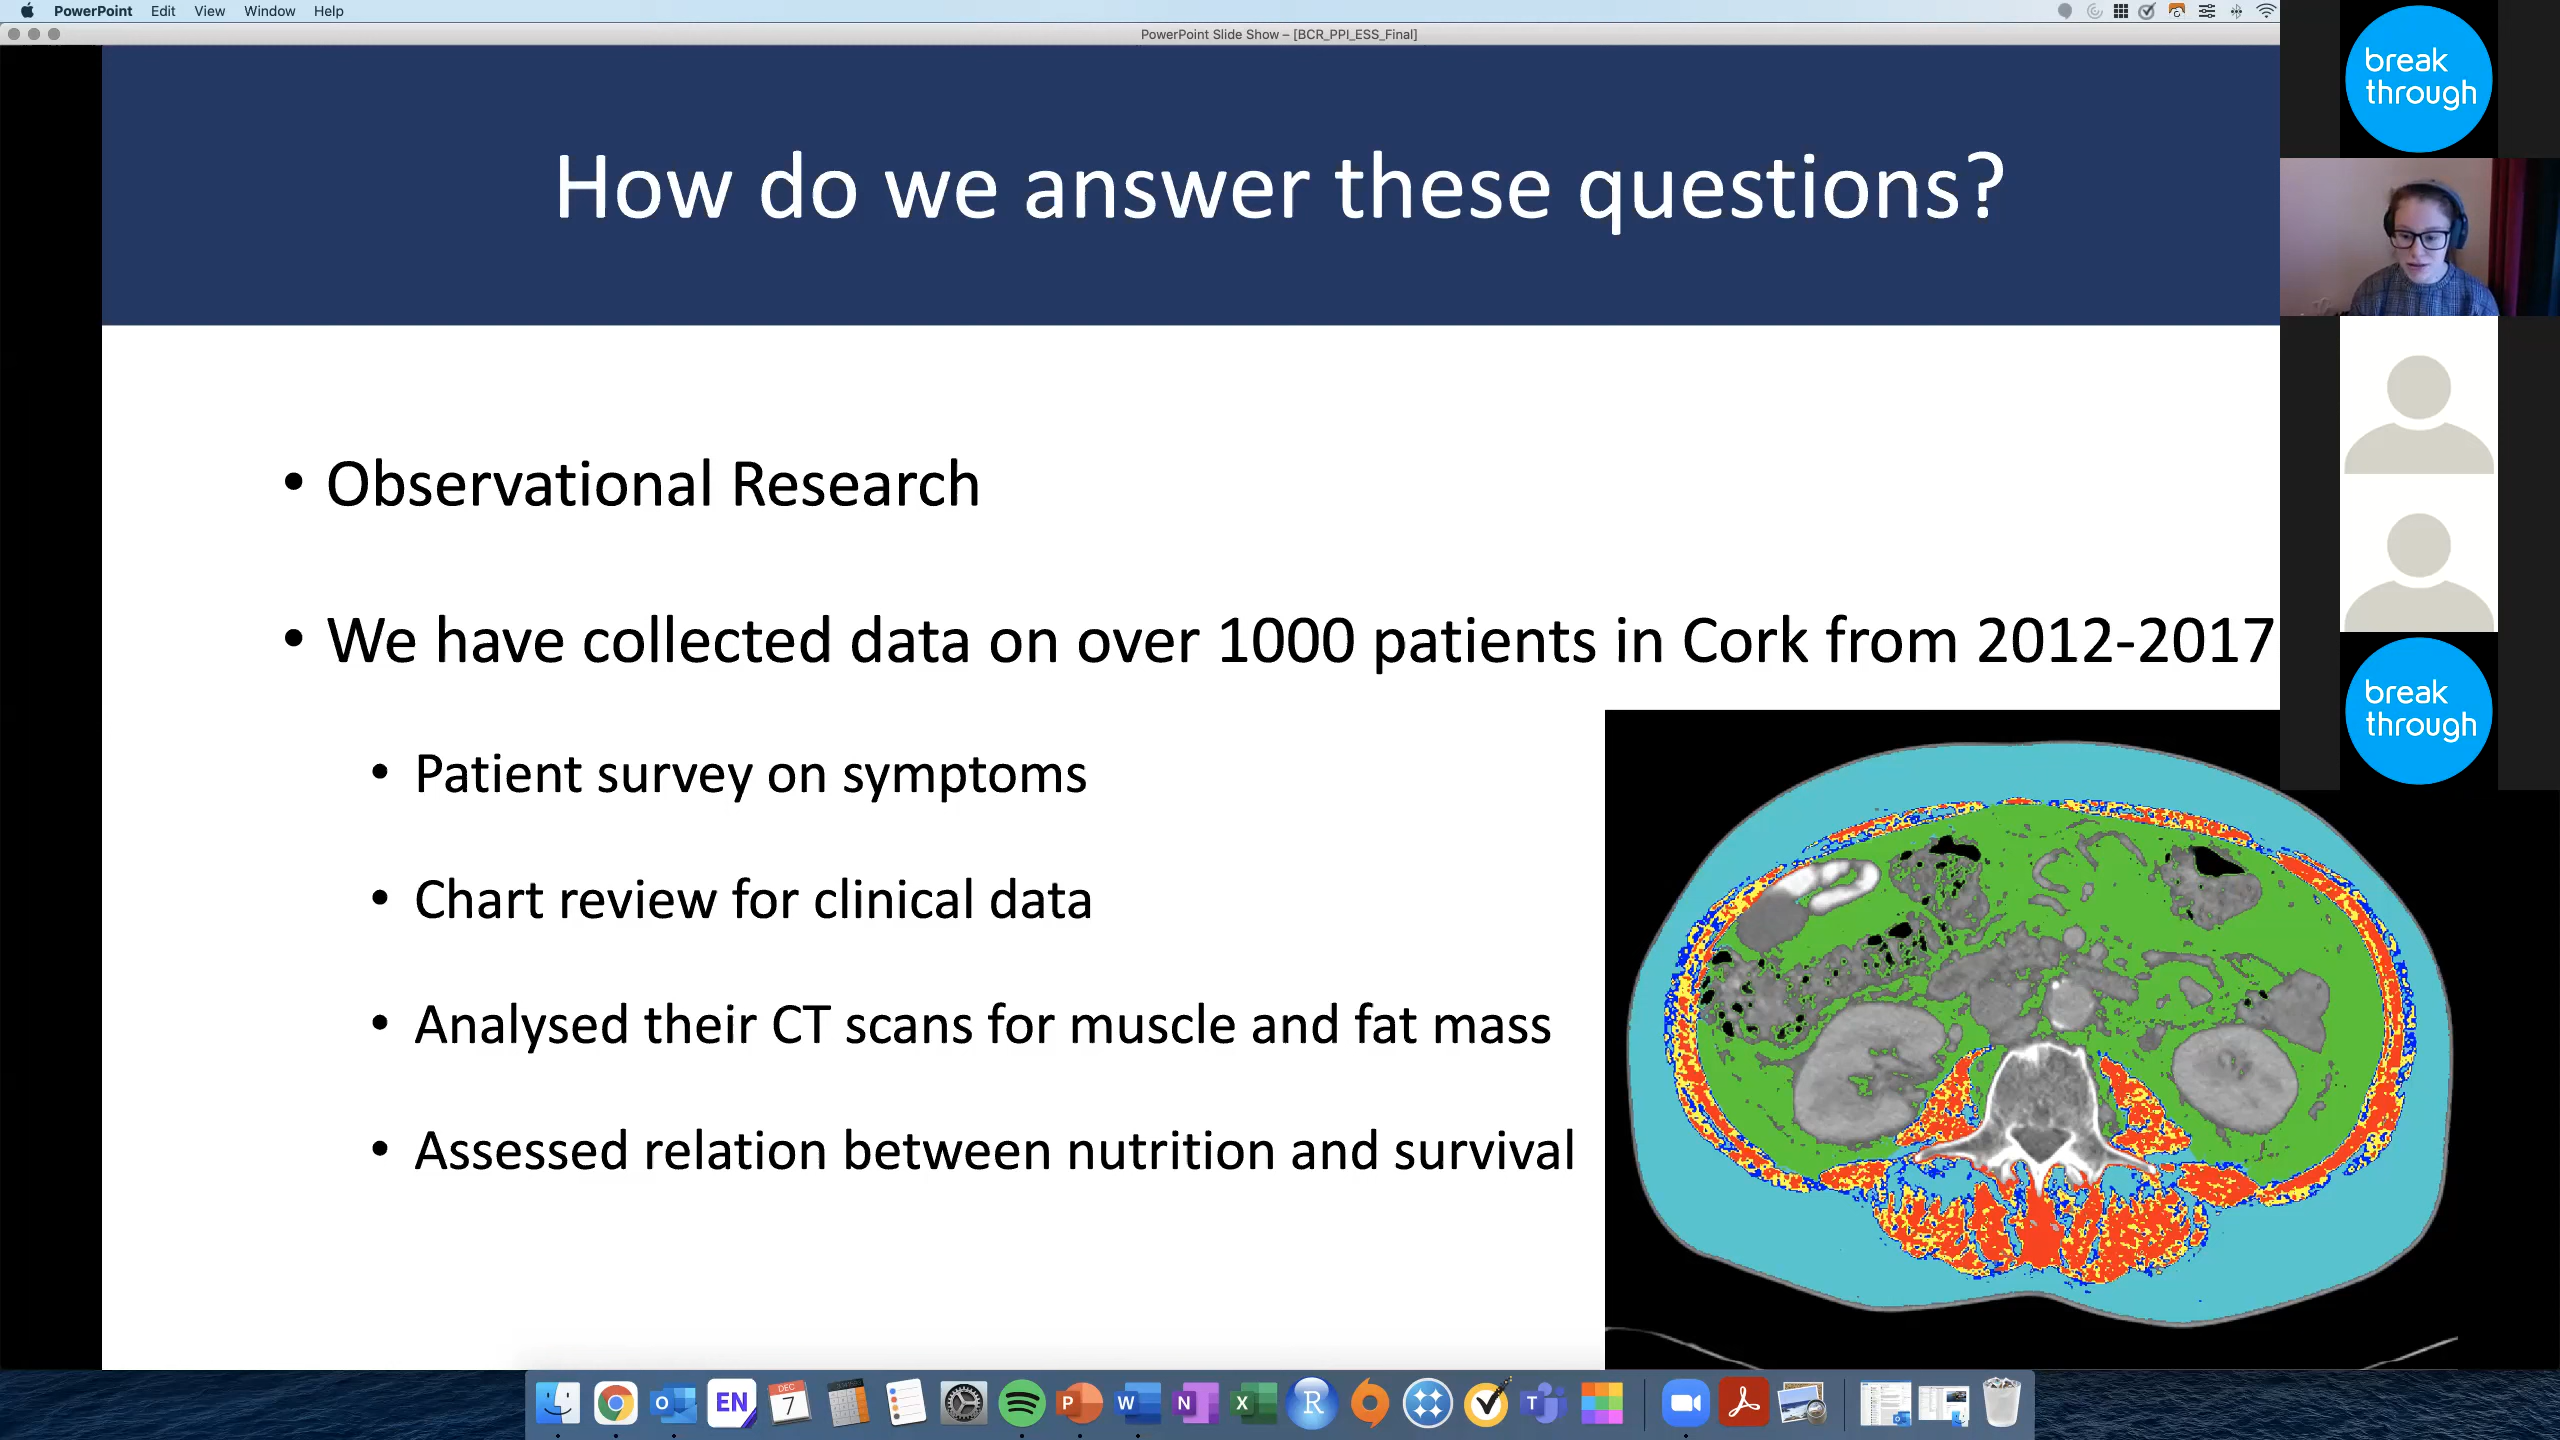 PowerPoint Edit View Window Help
PowerPoint Slide Show – [BCR_PPI_ESS_Final]
How do we answer these questions?
• Observational Research
• We have collected data on over 1000 patients in Cork from 2012-2017
• Patient survey on symptoms
• Chart review for clinical data
• Analysed their CT scans for muscle and fat mass
• Assessed relation between nutrition and survival
break
through
break
through
EN
DEC
7
P
W
N
X
R
T